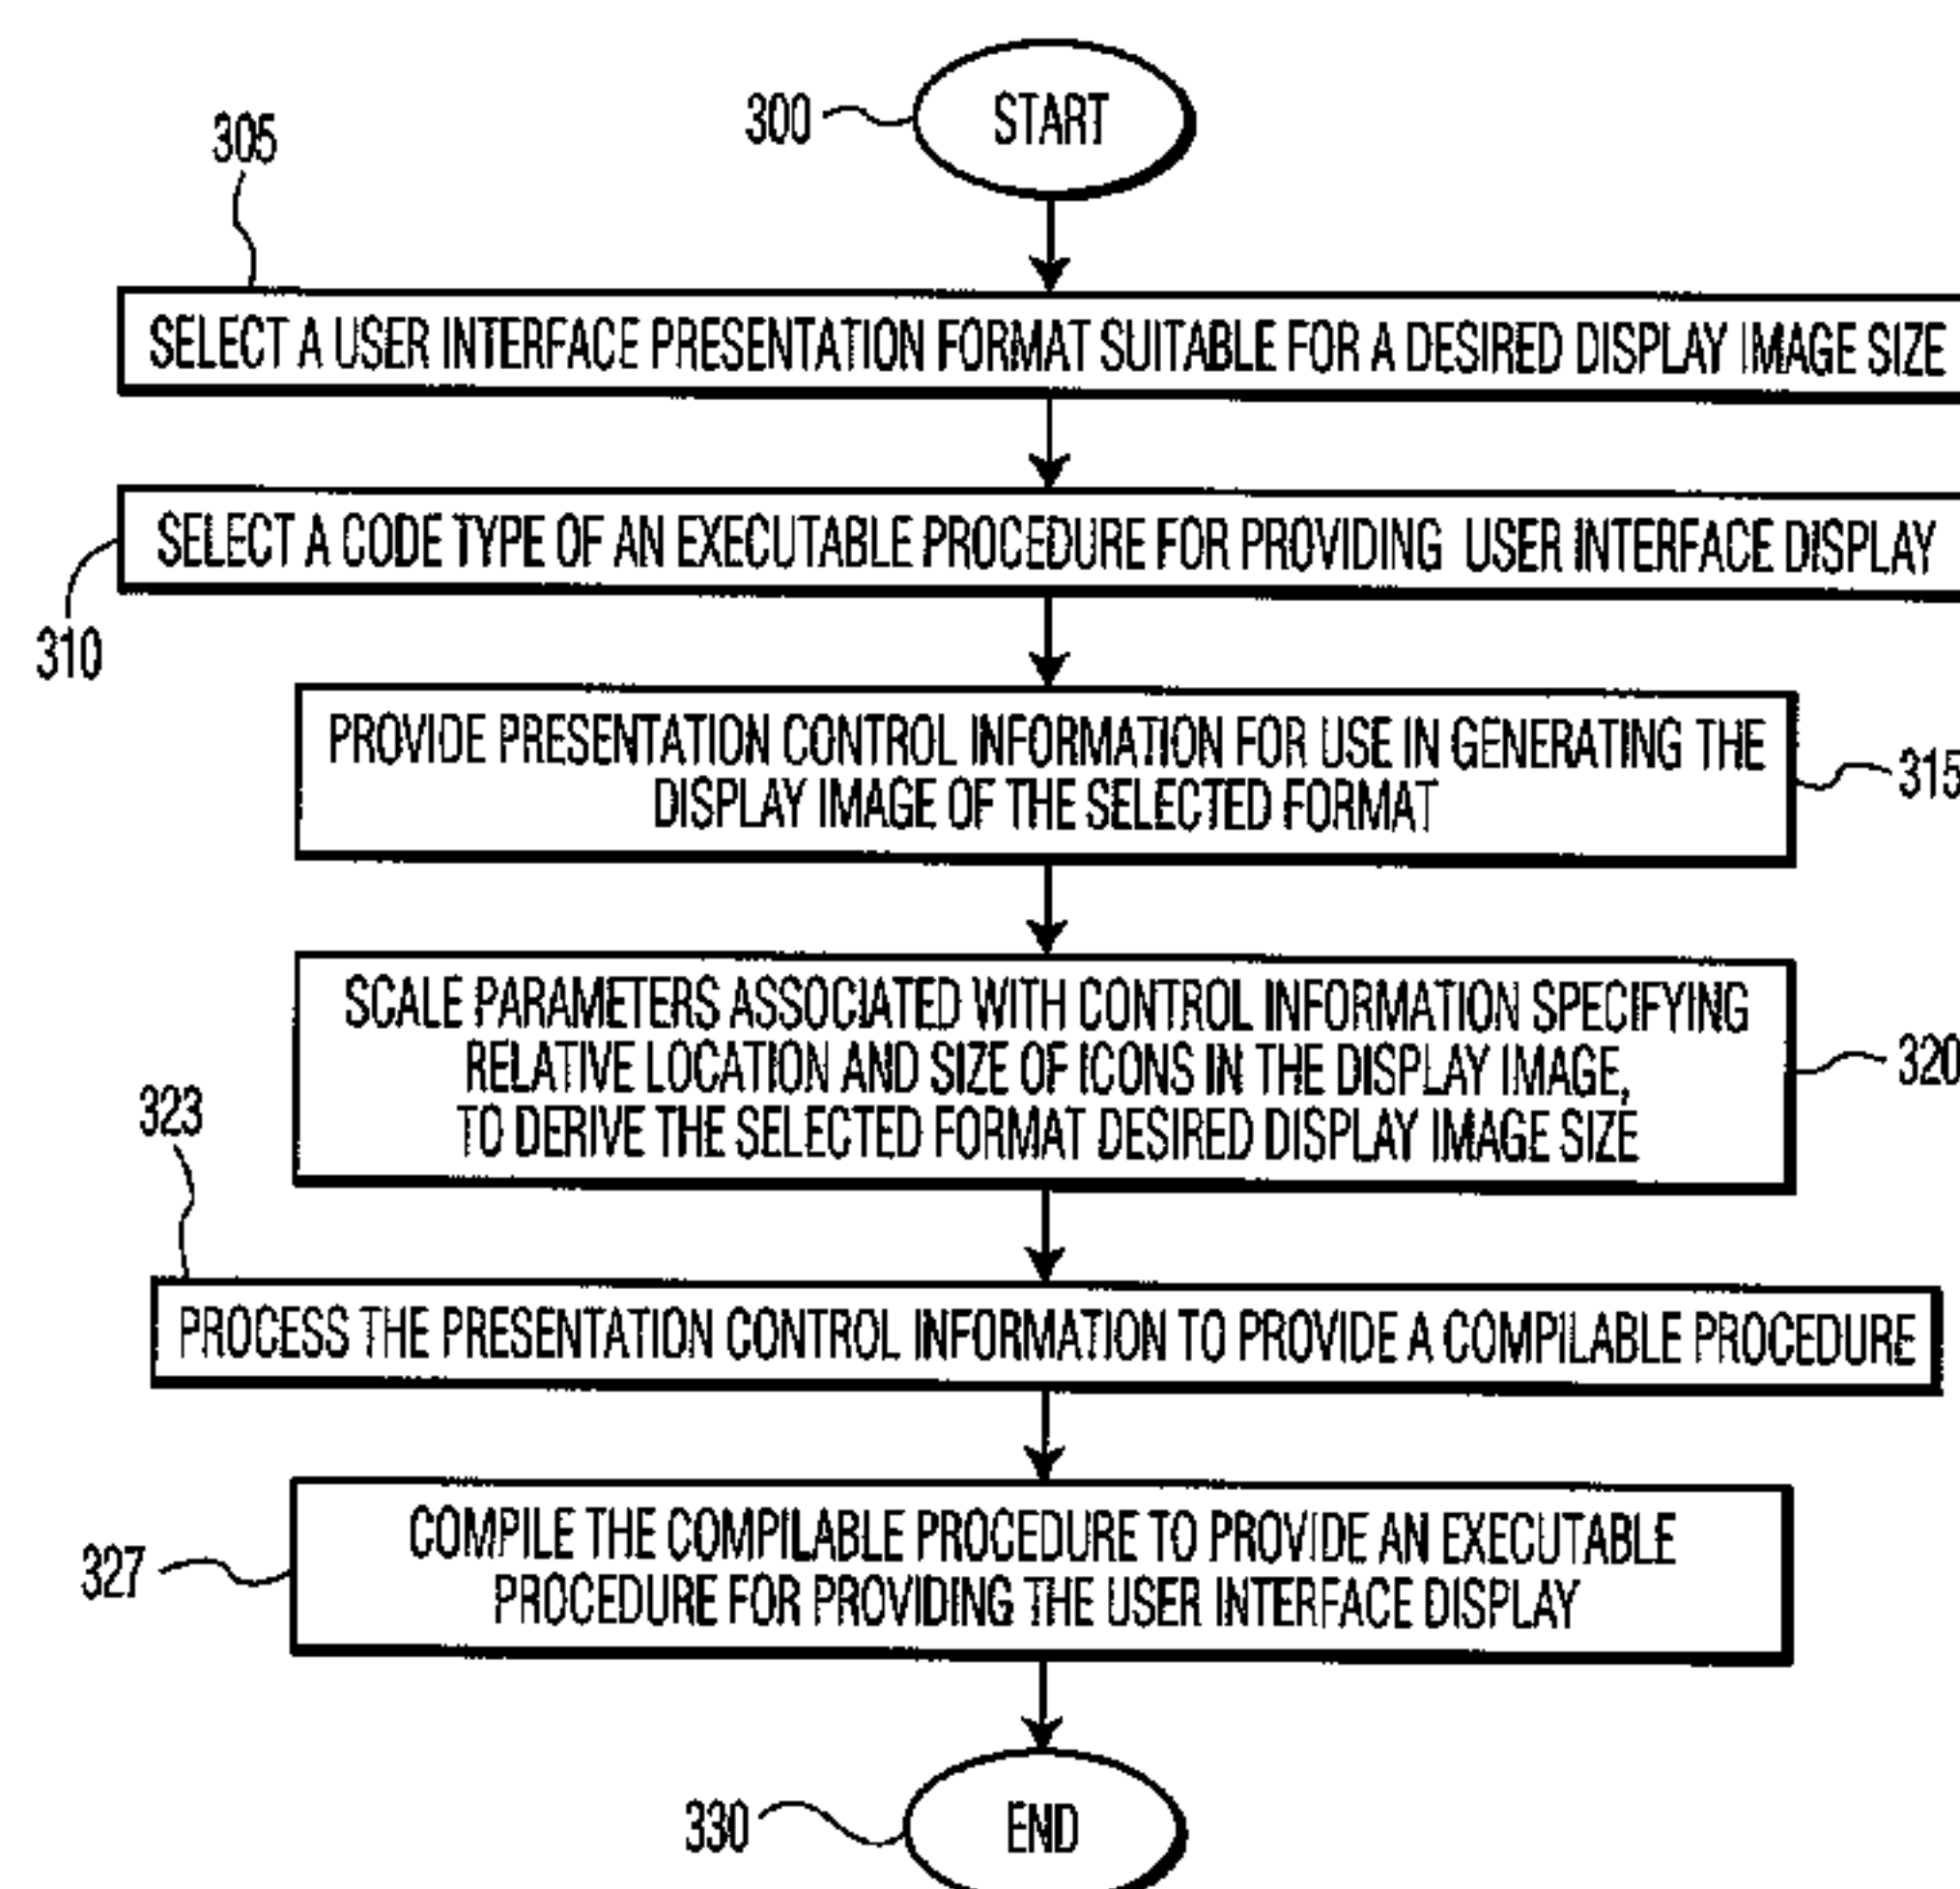 300
START
305
SELECT A USER INTERFACE PRESENTATION FORMAT SUITABLE FOR A DESIRED DISPLAY IMAGE SIZE
SELECT A CODE TYPE OF AN EXECUTABLE PROCEDURE FOR PROVIDING USER INTERFACE DISPLAY
310
PROVIDE PRESENTATION CONTROL INFORMATION FOR USE IN GENERATING THE
DISPLAY IMAGE OF THE SELECTED FORMAT
315
SCALE PARAMETERS ASSOCIATED WITH CONTROL INFORMATION SPECIFYING
RELATIVE LOCATION AND SIZE OF ICONS IN THE DISPLAY IMAGE,
TO DERIVE THE SELECTED FORMAT DESIRED DISPLAY IMAGE SIZE
320
323
PROCESS THE PRESENTATION CONTROL INFORMATION TO PROVIDE A COMPILABLE PROCEDURE
COMPILE THE COMPILABLE PROCEDURE TO PROVIDE AN EXECUTABLE
PROCEDURE FOR PROVIDING THE USER INTERFACE DISPLAY
327
330
END